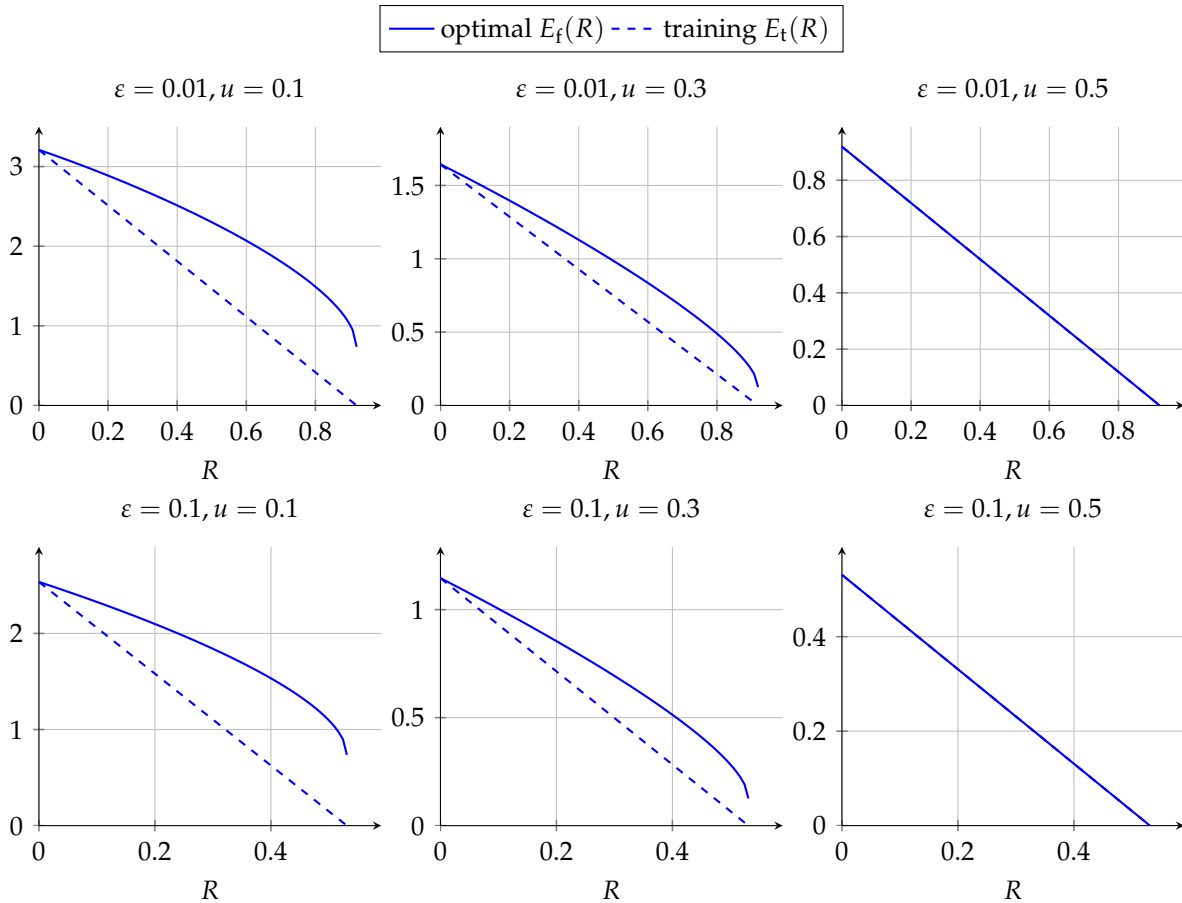 optimal E_f(R) training E_t(R)
ε = 0.01, u = 0.1
ε = 0.01, u = 0.3
ε = 0.01, u = 0.5
3
2
1
0
0 0.2 0.4 0.6 0.8
R
1.5
1
0.5
0
0 0.2 0.4 0.6 0.8
R
0.8
0.6
0.4
0.2
0
0 0.2 0.4 0.6 0.8
R
ε = 0.1, u = 0.1
ε = 0.1, u = 0.3
ε = 0.1, u = 0.5
2
1
0
0 0.2 0.4
R
1
0.5
0
0 0.2 0.4
R
0.4
0.2
0
0 0.2 0.4
R